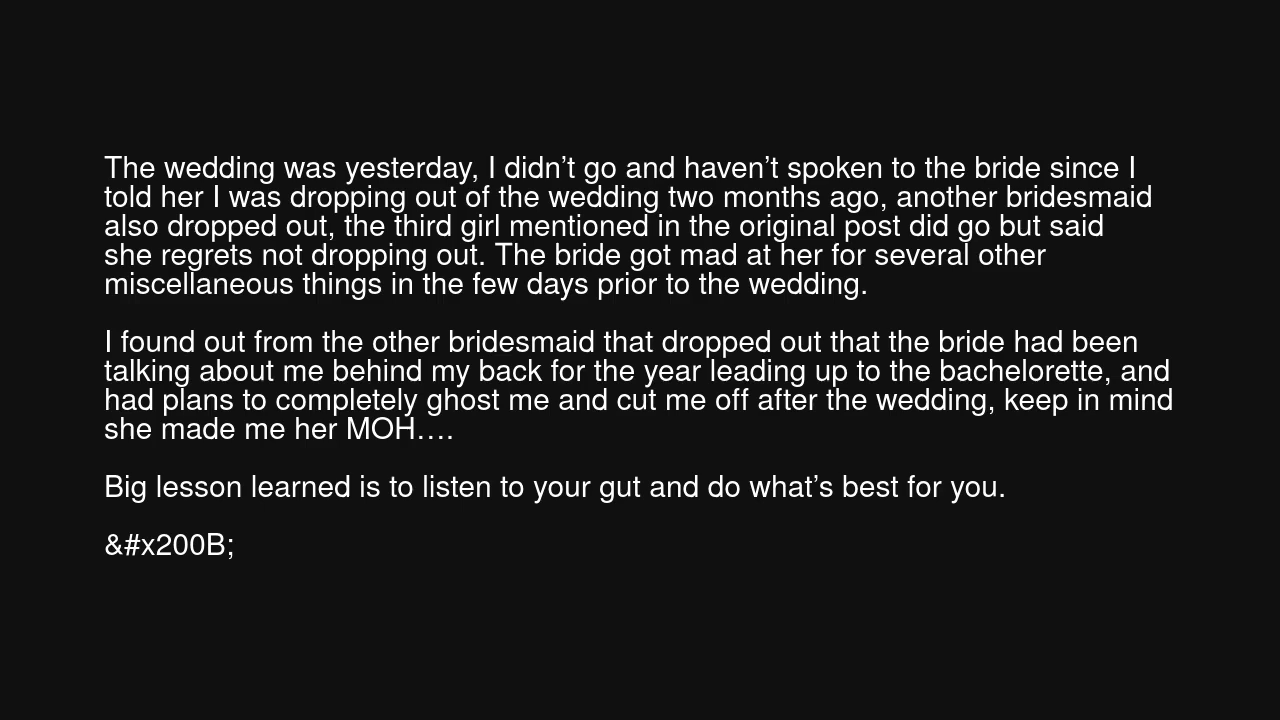 The wedding was yesterday, I didn’t go and haven’t spoken to the bride since I
told her I was dropping out of the wedding two months ago, another bridesmaid
also dropped out, the third girl mentioned in the original post did go but said
she regrets not dropping out. The bride got mad at her for several other
miscellaneous things in the few days prior to the wedding.
I found out from the other bridesmaid that dropped out that the bride had been
talking about me behind my back for the year leading up to the bachelorette, and
had plans to completely ghost me and cut me off after the wedding, keep in mind
she made me her MOH….
Big lesson learned is to listen to your gut and do what’s best for you.
&#x200B;